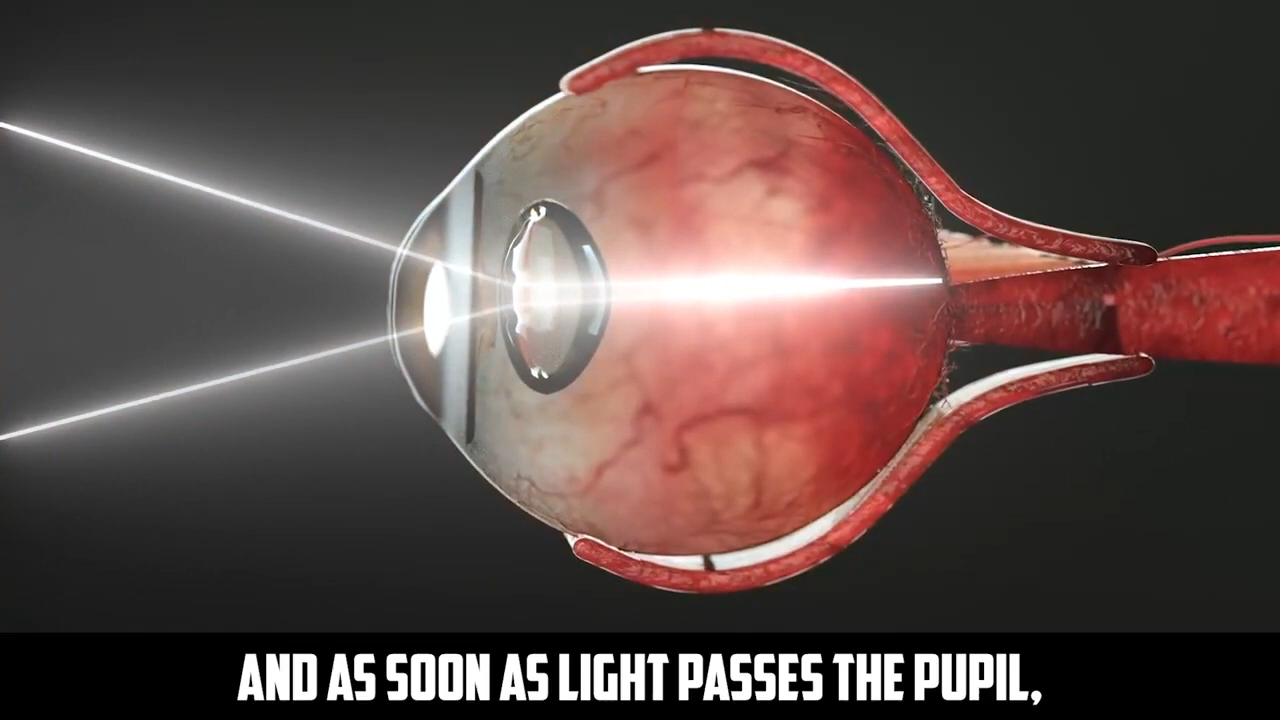 AND AS SOON AS LIGHT PASSES THE PUPIL,